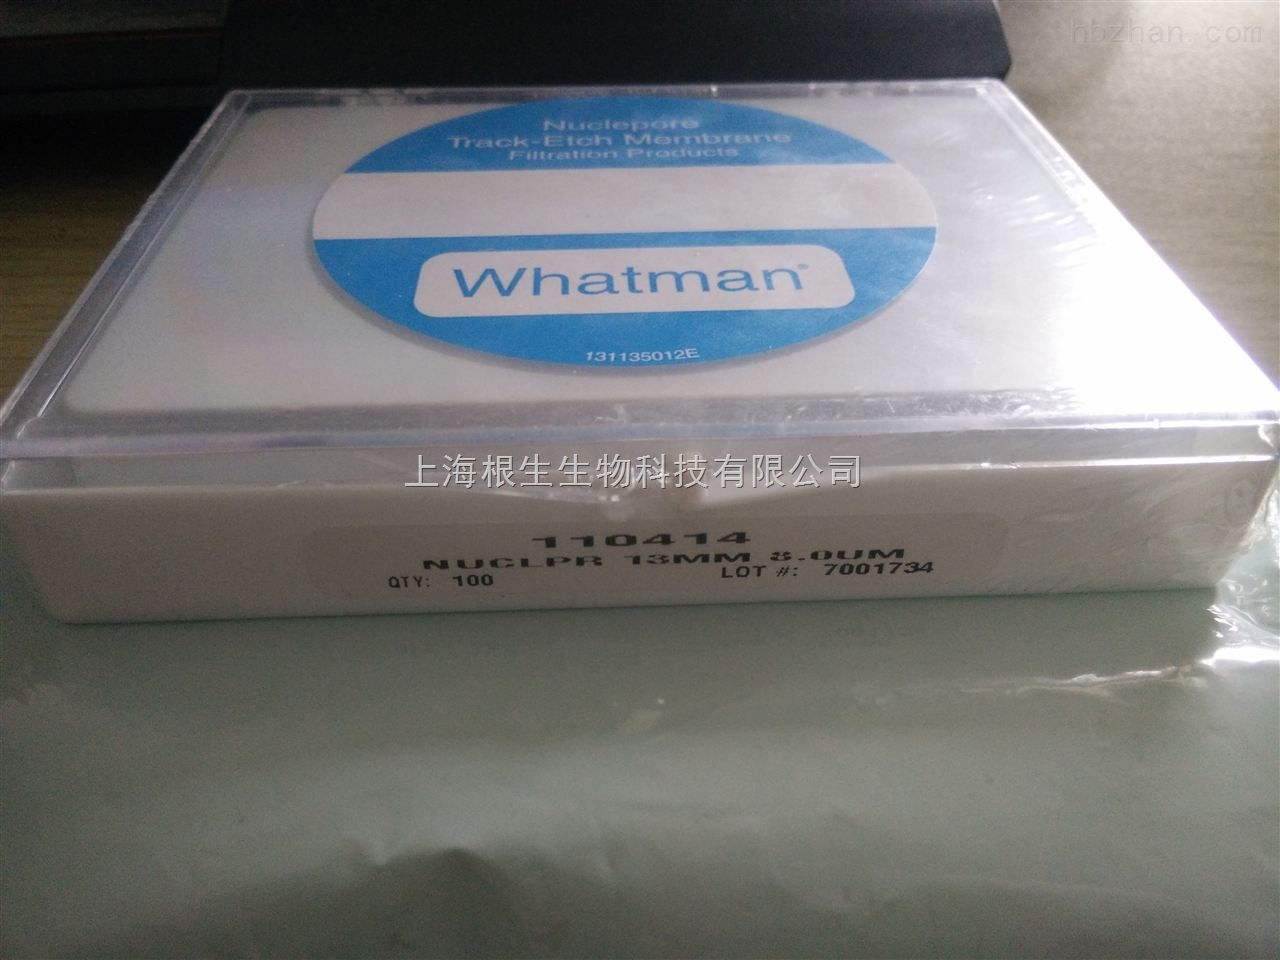 hbzhan.com
Nuclepore
Track-Etch Membrane
Filtration Products
Whatman®
131135012E
上海根生生物科技有限公司
110414
NUCLPR 13MM 8.0UM
QTY: 100 LOT #: 7001734